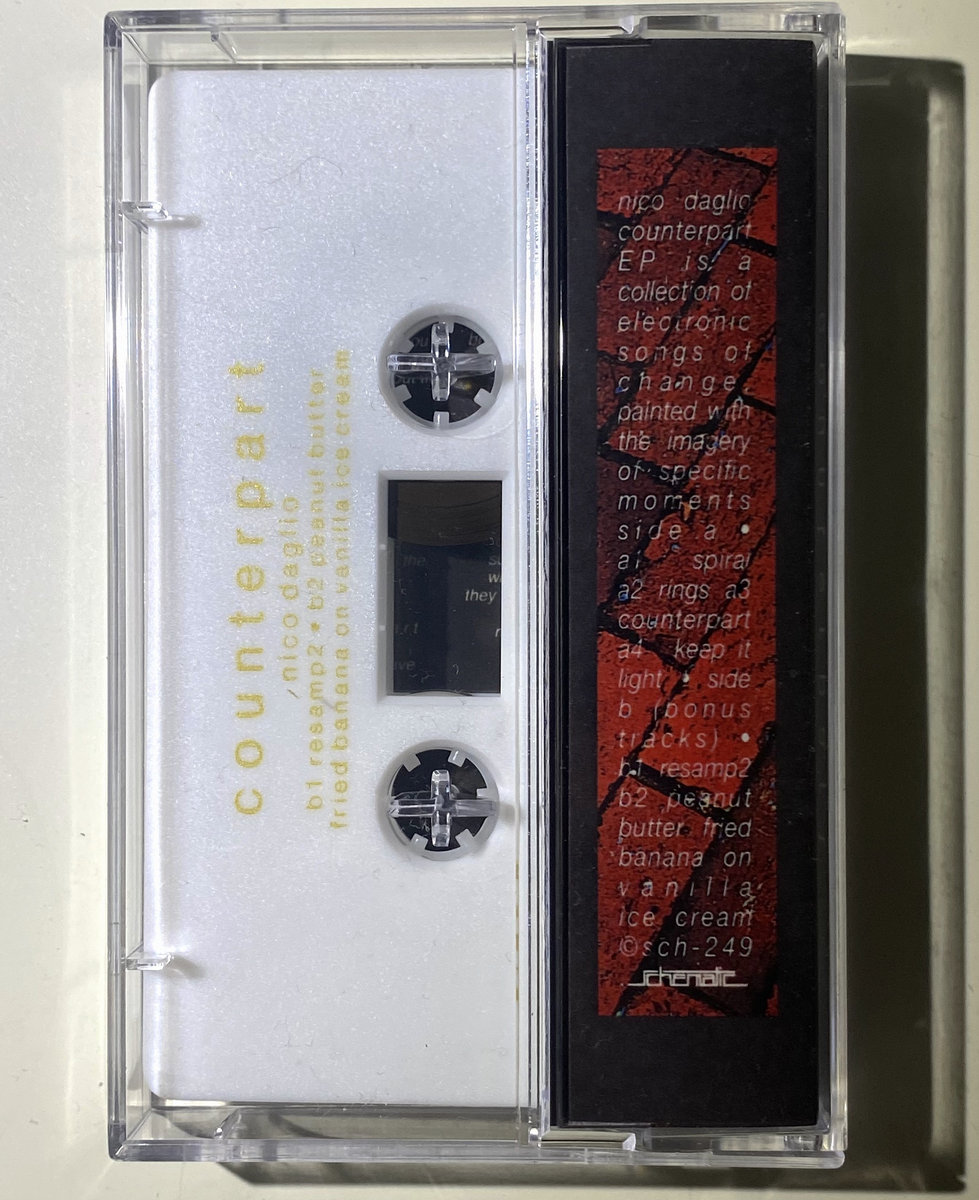 counterpart
nico daglio
b1 resamp2 • b2 peanut butter
fried banana on vanilla ice cream
the
they
nico daglio
counterpart
EP is a
collection of
electronic
songs of
change,
painted with
the imagery
of specific
moments
side a •
a1 spiral
a2 rings a3
counterpart
a4 keep it
light • side
b (bonus
tracks) •
b1 resamp2
b2 peanut
butter fried
banana on
vanilla
ice cream
©sch-249
schematic